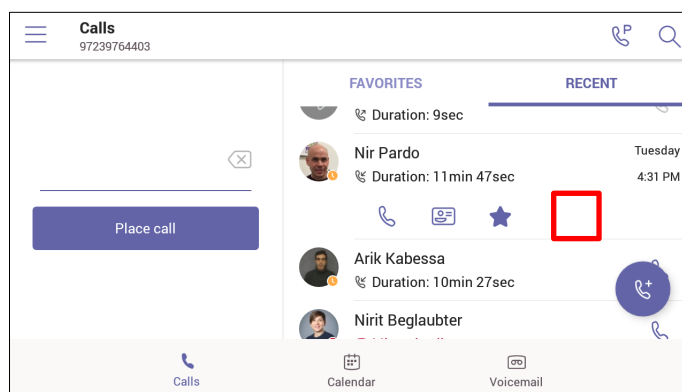 Calls
97239764403
P
FAVORITES
RECENT
Duration: 9sec
Nir Pardo
Tuesday
Duration: 11min 47sec
4:31 PM
Place call
Arik Kabessa
Duration: 10min 27sec
Nirit Beglaubter
Calls
Calendar
Voicemail